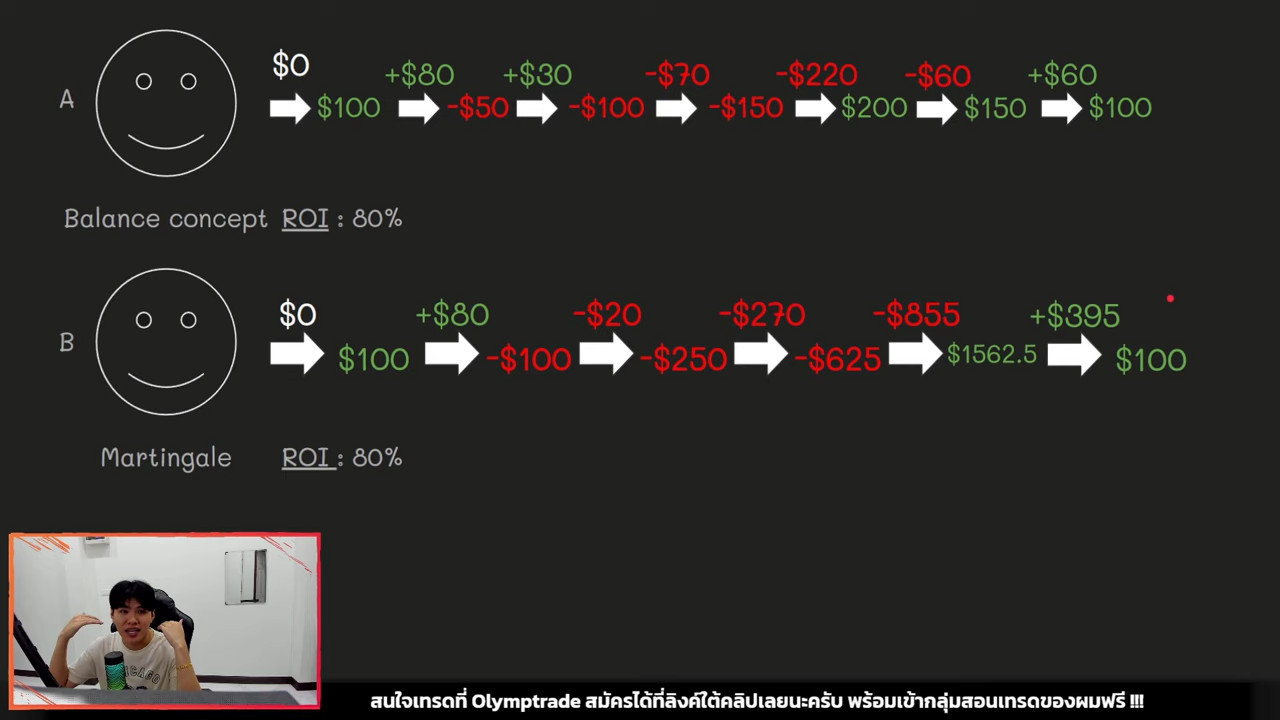 $0 +$80 +$30 -$70 -$220 -$60 +$60
A $100 -$50 -$100 -$150 $200 $150 $100
Balance concept ROI : 80%
$0 +$80 -$20 -$270 -$855 +$395
B $100 -$100 -$250 -$625 $1562.5 $100
Martingale ROI : 80%
CHICAGO
สนใจเทรดที่ Olymptrade สมัครได้ที่ลิงค์ใต้คลิปเลยนะครับ พร้อมเข้ากลุ่มสอนเทรดของผมฟรี !!!